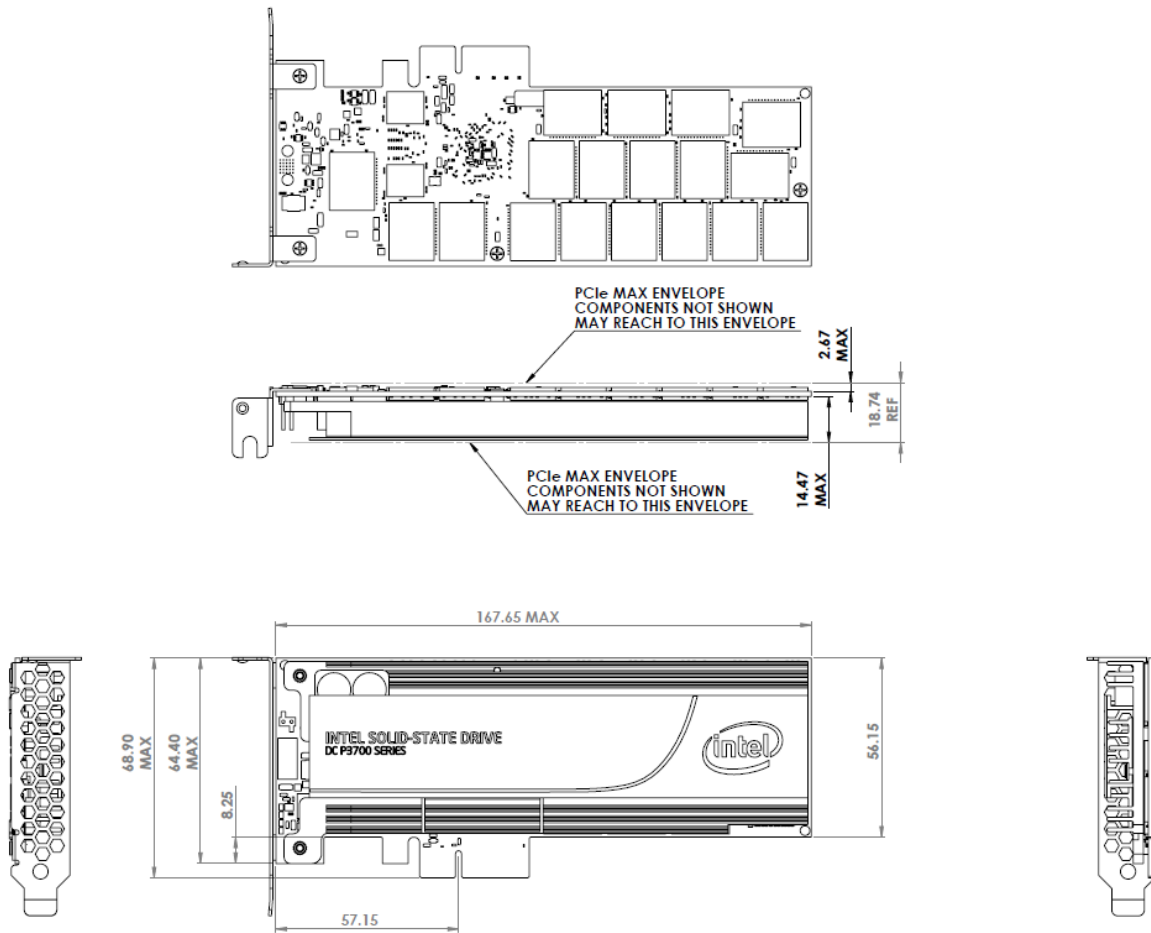 PCIe MAX ENVELOPE
COMPONENTS NOT SHOWN
MAY REACH TO THIS ENVELOPE
2.67
MAX
18.74
REF
14.47
MAX
PCIe MAX ENVELOPE
COMPONENTS NOT SHOWN
MAY REACH TO THIS ENVELOPE
167.65 MAX
68.90
MAX
64.40
MAX
8.25
INTEL SOLID-STATE DRIVE
DC P3700 SERIES
intel
56.15
57.15